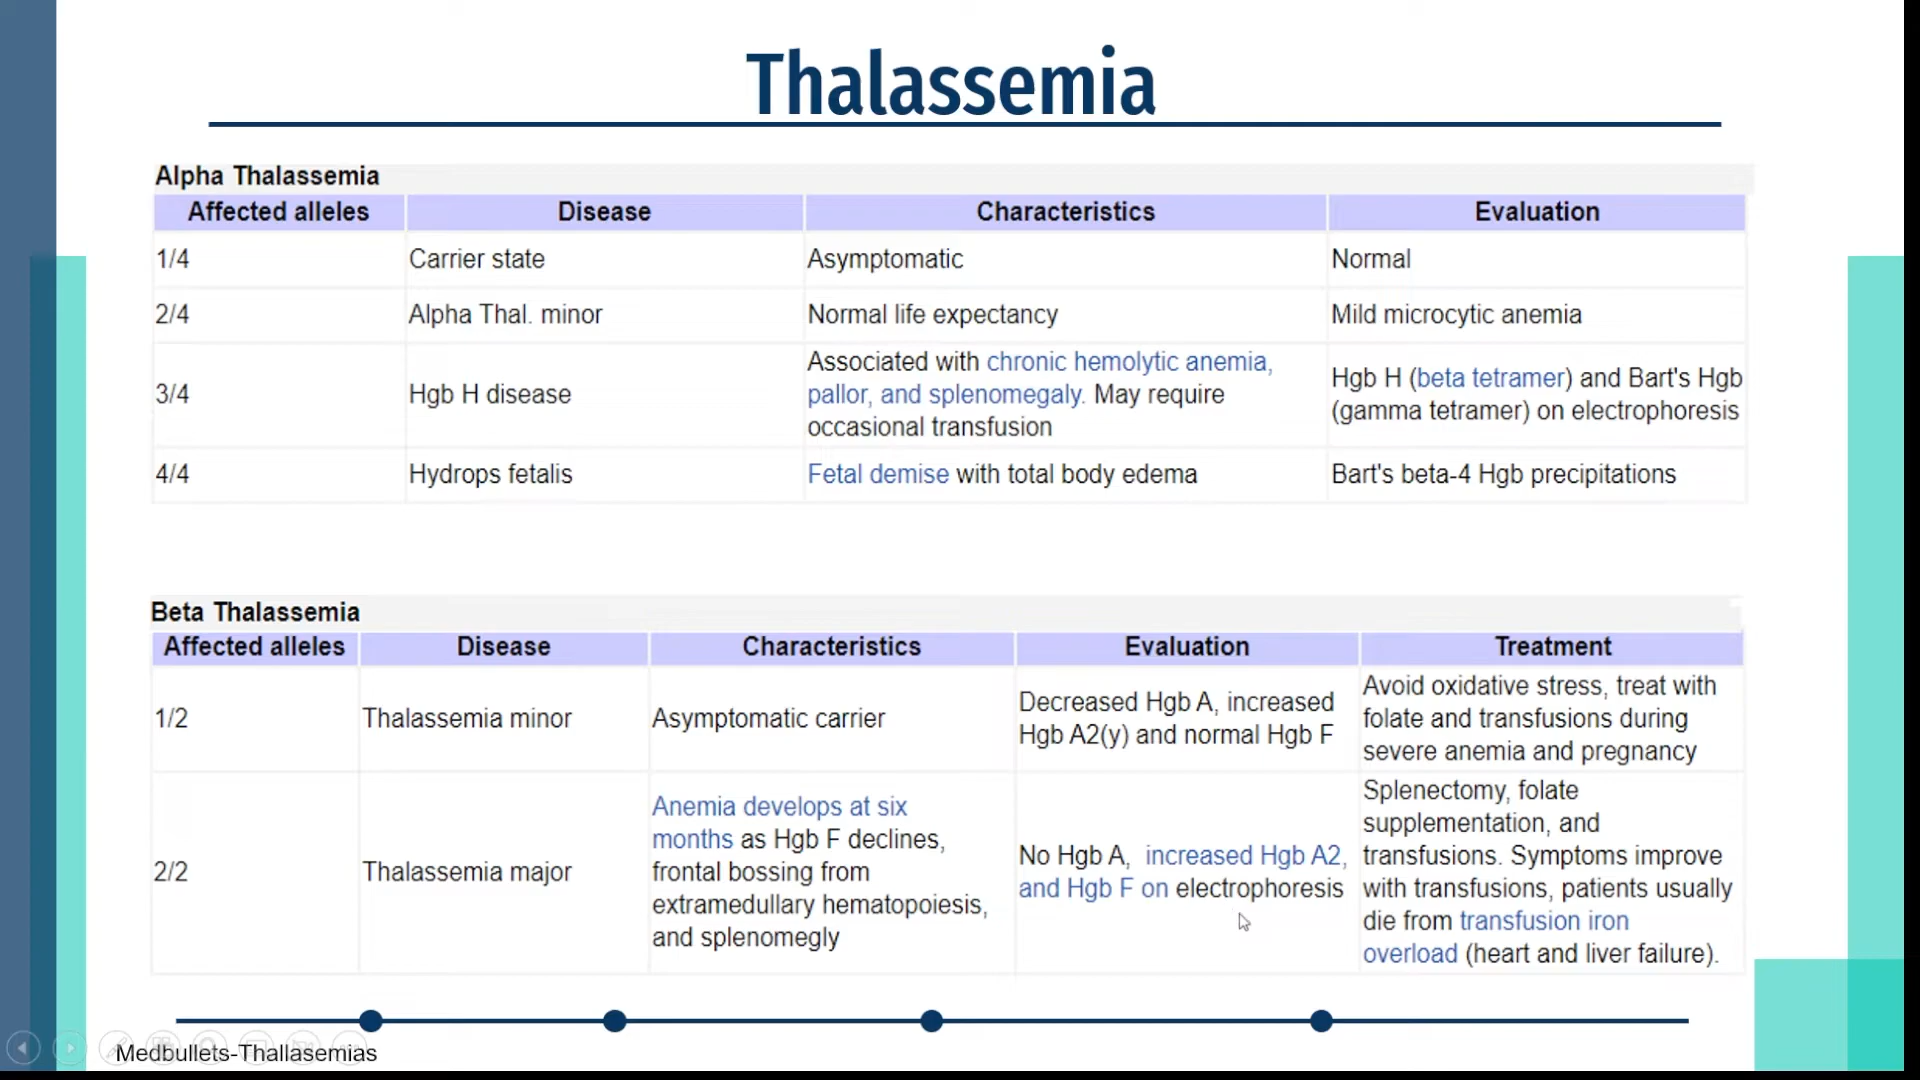 Thalassemia
Alpha Thalassemia
Affected alleles Disease Characteristics Evaluation
1/4 Carrier state Asymptomatic Normal
2/4 Alpha Thal. minor Normal life expectancy Mild microcytic anemia
3/4 Hgb H disease Associated with chronic hemolytic anemia,
pallor, and splenomegaly. May require
occasional transfusion
Hgb H (beta tetramer) and Bart's Hgb
(gamma tetramer) on electrophoresis
4/4 Hydrops fetalis Fetal demise with total body edema Bart's beta-4 Hgb precipitations
Beta Thalassemia
Affected alleles Disease Characteristics Evaluation Treatment
1/2 Thalassemia minor Asymptomatic carrier
Decreased Hgb A, increased
Hgb A2(y) and normal Hgb F
Avoid oxidative stress, treat with
folate and transfusions during
severe anemia and pregnancy
2/2 Thalassemia major
Anemia develops at six
months as Hgb F declines,
frontal bossing from
extramedullary hematopoiesis,
and splenomegly
No Hgb A, increased Hgb A2,
and Hgb F on electrophoresis
Splenectomy, folate
supplementation, and
transfusions. Symptoms improve
with transfusions, patients usually
die from transfusion iron
overload (heart and liver failure).
Medbullets-Thallasemias